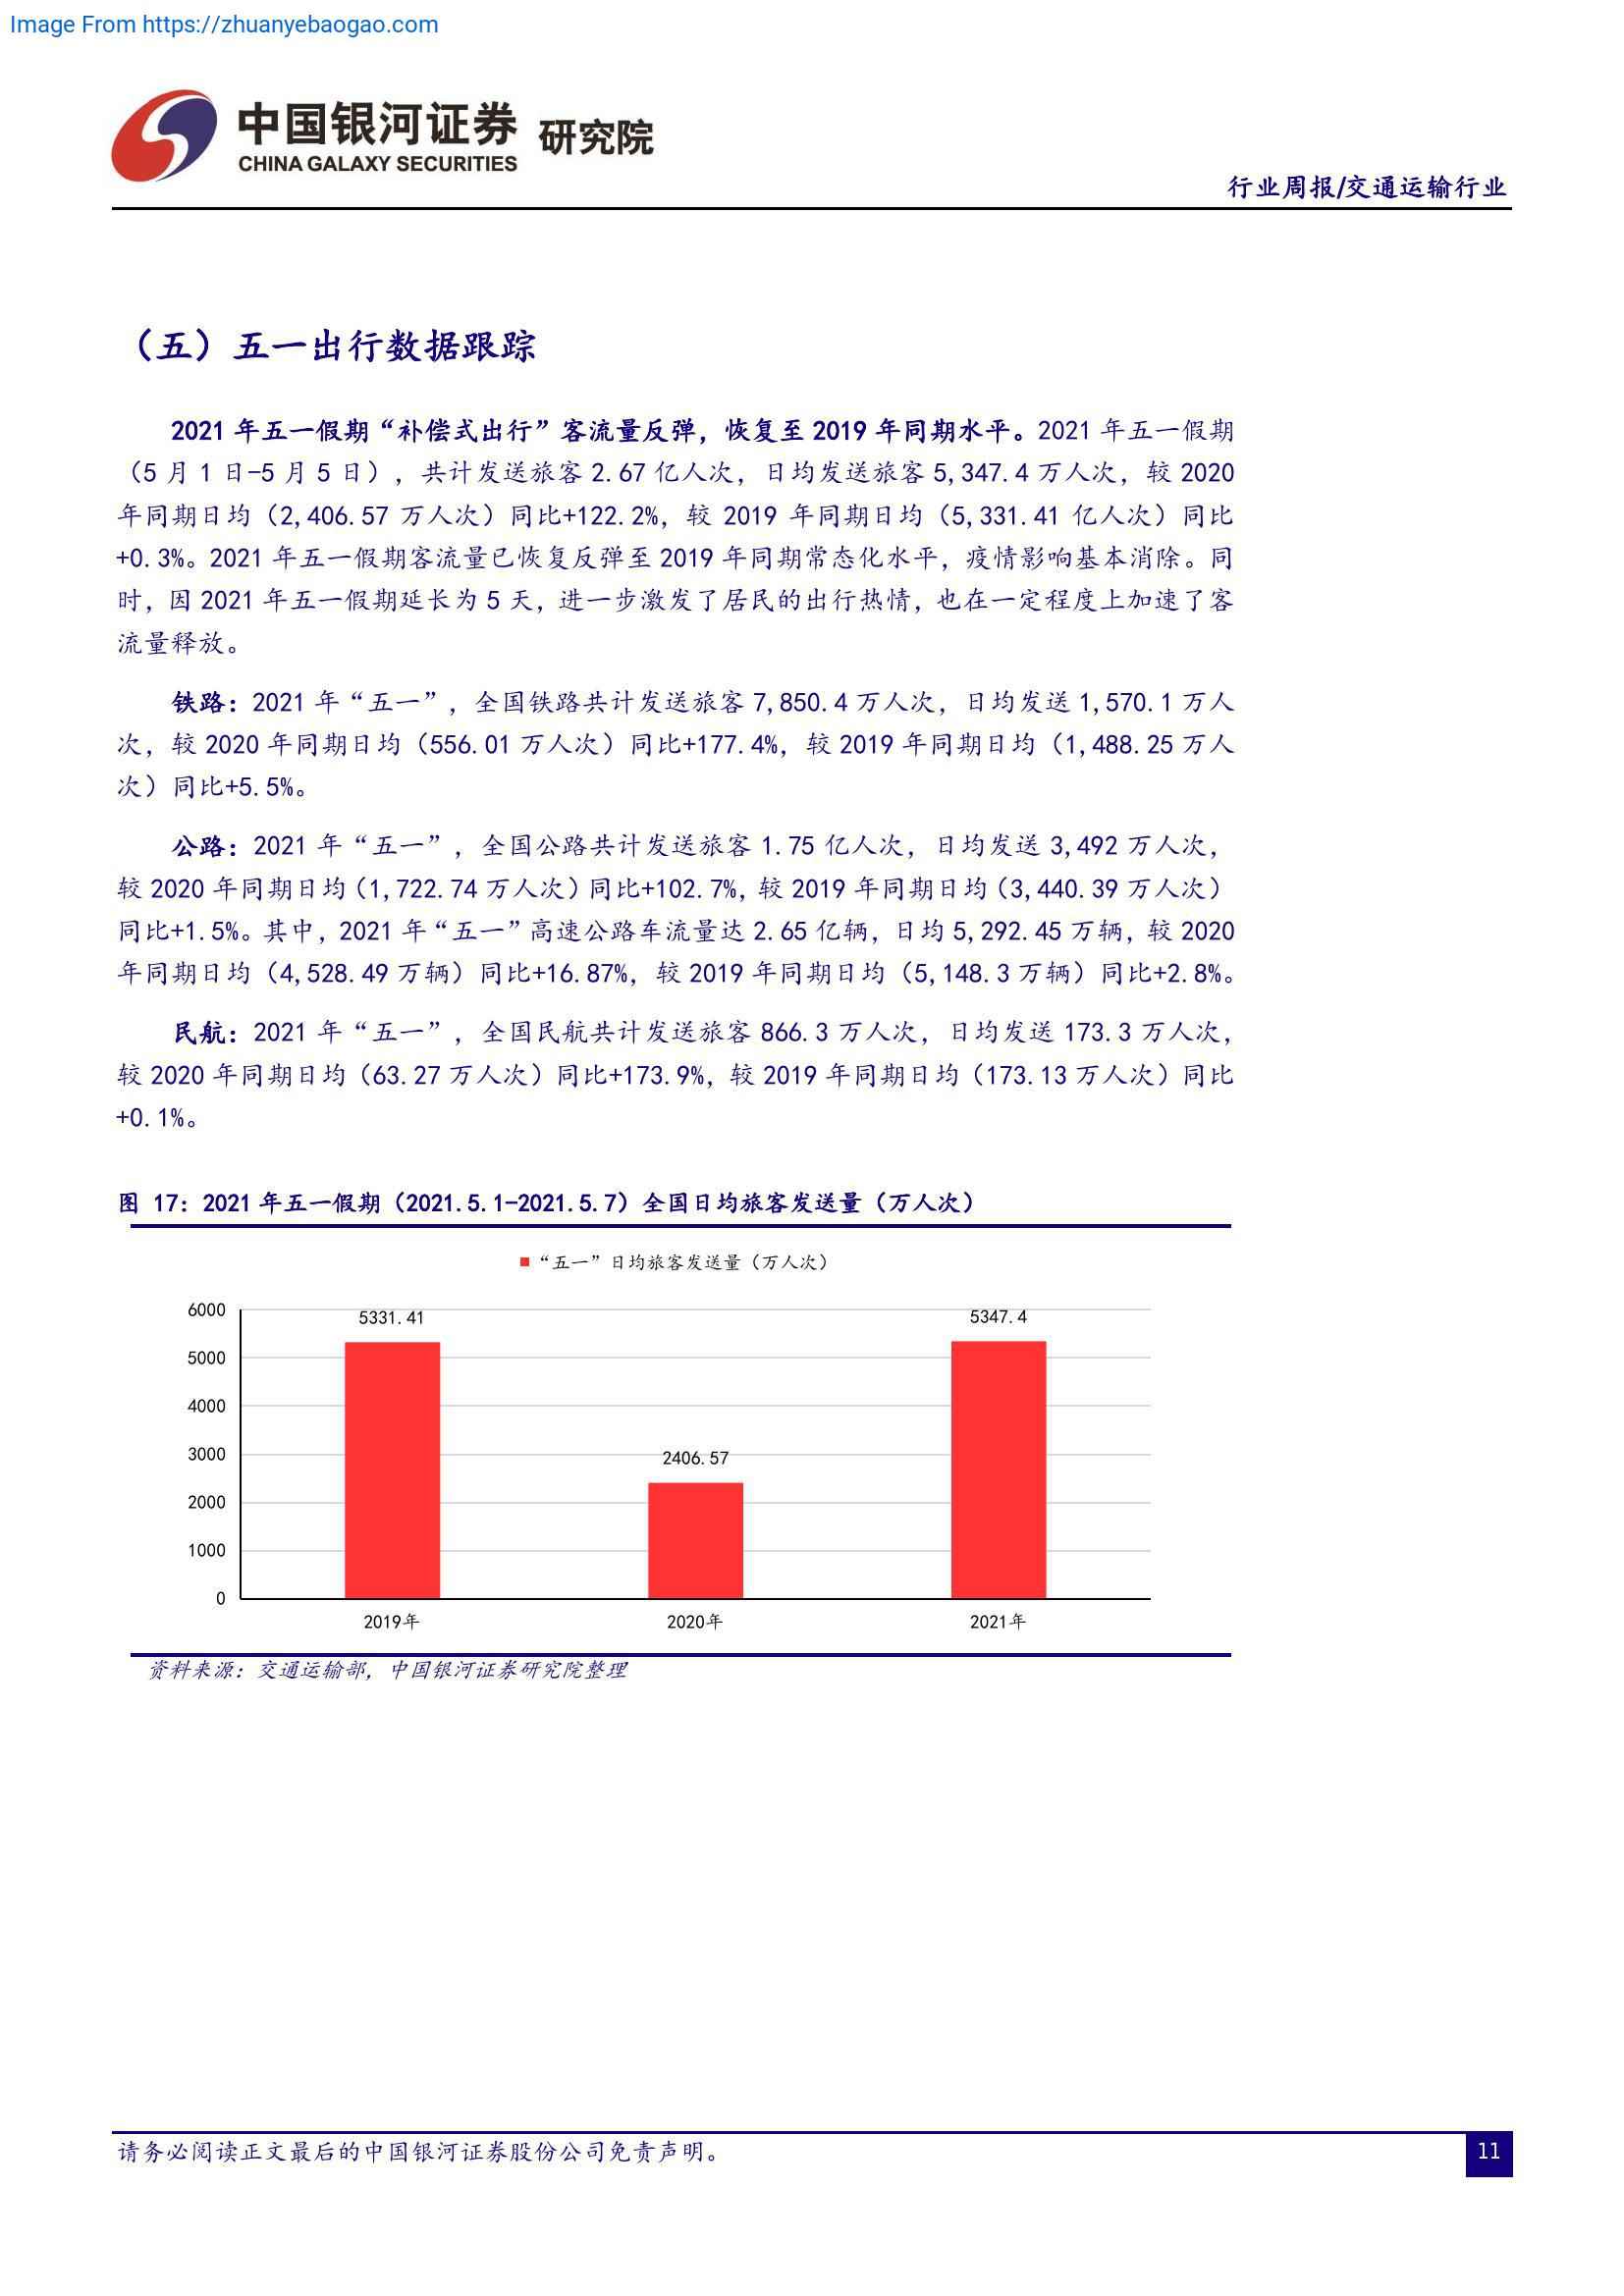 Image From https://zhuanyebaogao.com
中国银河证券 研究院
CHINA GALAXY SECURITIES
行业周报/交通运输行业
（五）五一出行数据跟踪
2021 年五一假期“补偿式出行”客流量反弹，恢复至 2019 年同期水平。2021 年五一假期
（5 月 1 日-5 月 5 日），共计发送旅客 2.67 亿人次，日均发送旅客 5,347.4 万人次，较 2020
年同期日均（2,406.57 万人次）同比+122.2%，较 2019 年同期日均（5,331.41 亿人次）同比
+0.3%。2021 年五一假期客流量已恢复反弹至 2019 年同期常态化水平，疫情影响基本消除。同
时，因 2021 年五一假期延长为 5 天，进一步激发了居民的出行热情，也在一定程度上加速了客
流量释放。
铁路：2021 年“五一”，全国铁路共计发送旅客 7,850.4 万人次，日均发送 1,570.1 万人
次，较 2020 年同期日均（556.01 万人次）同比+177.4%，较 2019 年同期日均（1,488.25 万人
次）同比+5.5%。
公路：2021 年“五一”，全国公路共计发送旅客 1.75 亿人次，日均发送 3,492 万人次，
较 2020 年同期日均（1,722.74 万人次）同比+102.7%，较 2019 年同期日均（3,440.39 万人次）
同比+1.5%。其中，2021 年“五一”高速公路车流量达 2.65 亿辆，日均 5,292.45 万辆，较 2020
年同期日均（4,528.49 万辆）同比+16.87%，较 2019 年同期日均（5,148.3 万辆）同比+2.8%。
民航：2021 年“五一”，全国民航共计发送旅客 866.3 万人次，日均发送 173.3 万人次，
较 2020 年同期日均（63.27 万人次）同比+173.9%，较 2019 年同期日均（173.13 万人次）同比
+0.1%。
图 17：2021 年五一假期（2021.5.1-2021.5.7）全国日均旅客发送量（万人次）
“五一”日均旅客发送量（万人次）
6000
5331.41
5347.4
5000
4000
3000
2406.57
2000
1000
0
2019年
2020年
2021年
资料来源：交通运输部，中国银河证券研究院整理
请务必阅读正文最后的中国银河证券股份公司免责声明。
11